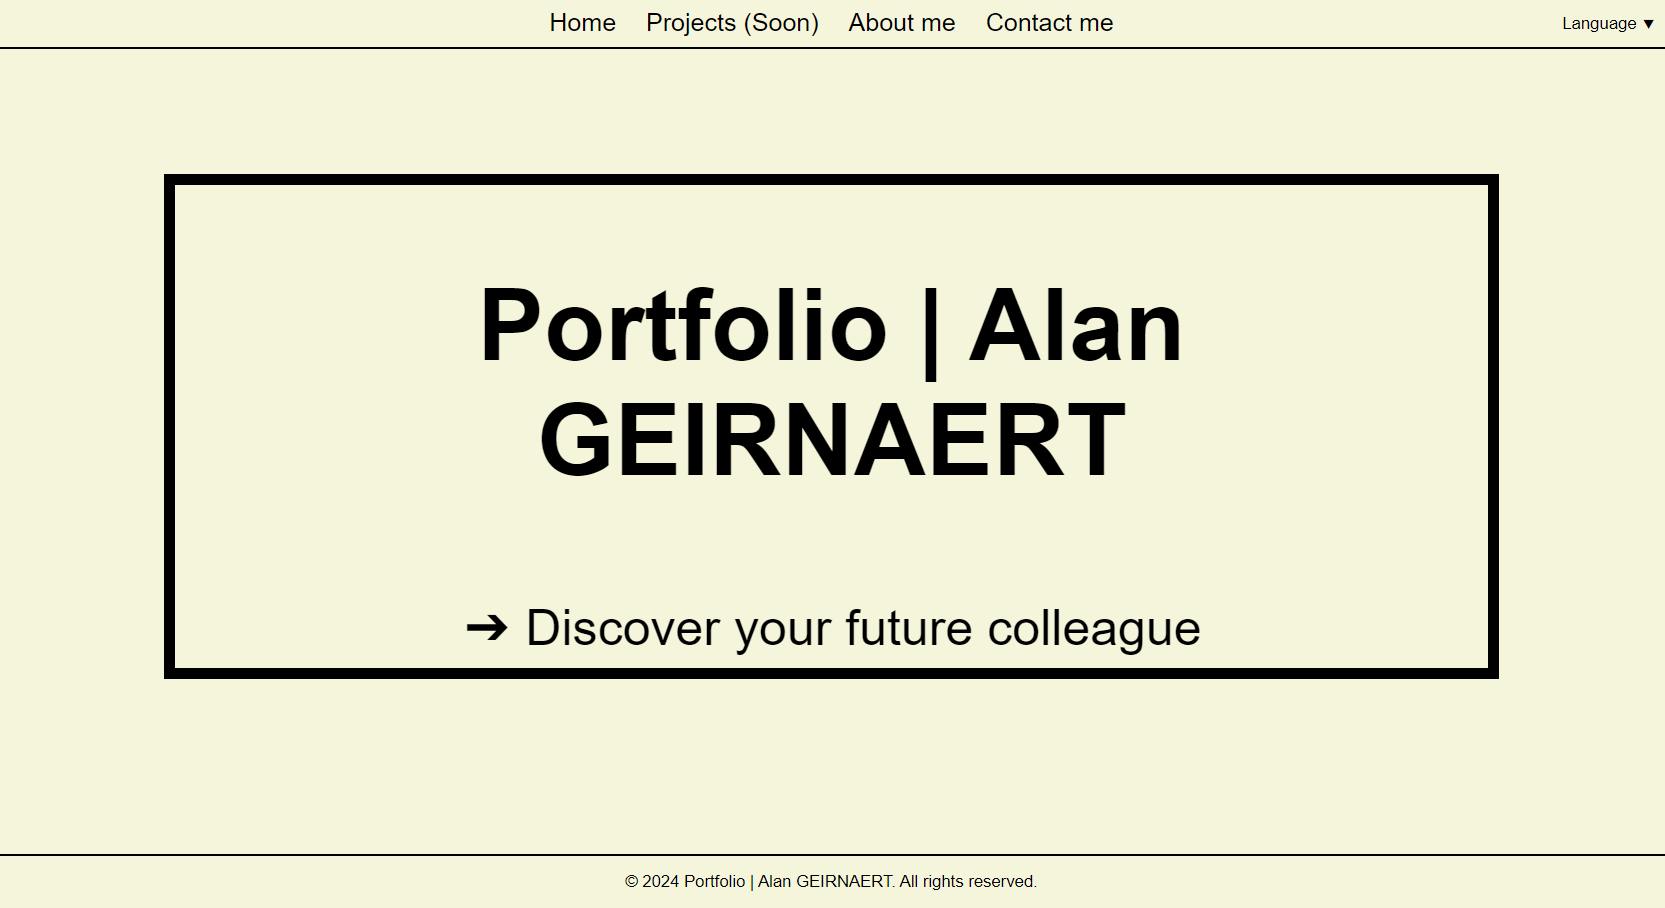 Home Projects (Soon) About me Contact me Language ▼
Portfolio | Alan
GEIRNAERT
➔ Discover your future colleague
© 2024 Portfolio | Alan GEIRNAERT. All rights reserved.